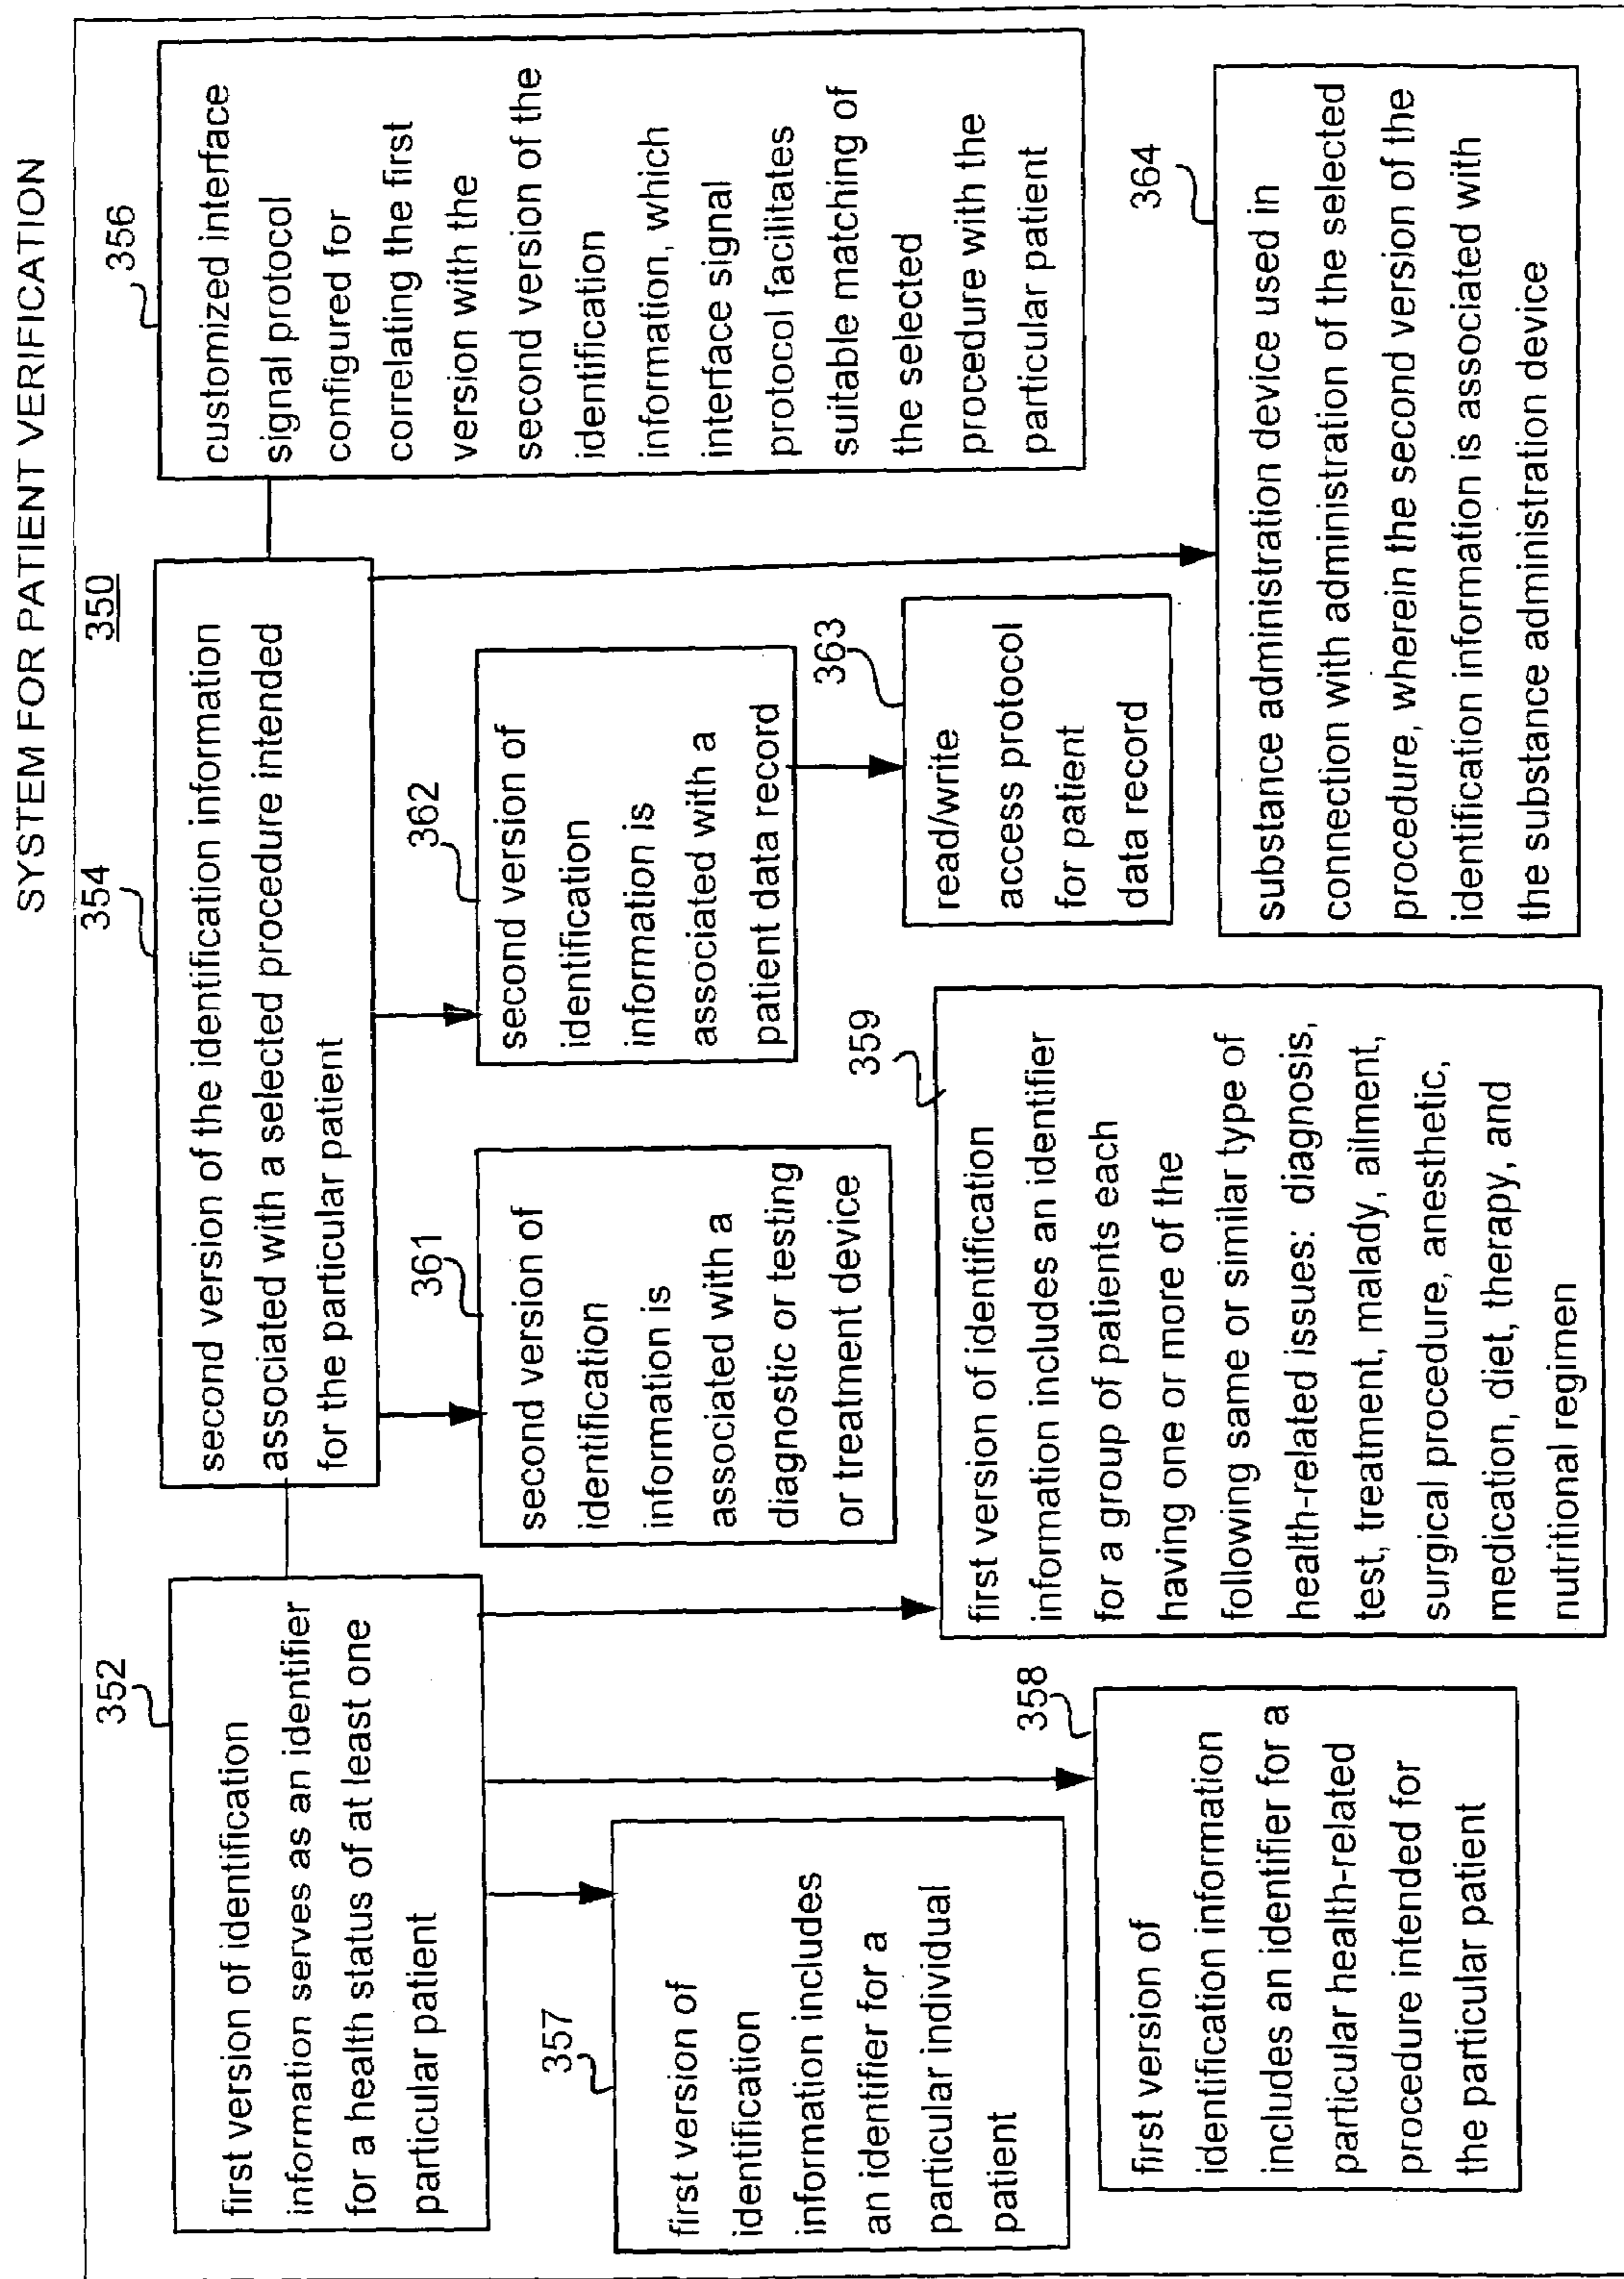 SYSTEM FOR PATIENT VERIFICATION
350
352
first version of identification
information serves as an identifier
for a health status of at least one
particular patient
354
second version of the identification information
associated with a selected procedure intended
for the particular patient
356
customized interface
signal protocol
configured for
correlating the first
version with the
second version of the
identification
information, which
interface signal
protocol facilitates
suitable matching of
the selected
procedure with the
particular patient
357
first version of
identification
information includes
an identifier for a
particular individual
patient
358
first version of
identification information
includes an identifier for a
particular health-related
procedure intended for
the particular patient
359
first version of identification
information includes an identifier
for a group of patients each
having one or more of the
following same or similar type of
health-related issues: diagnosis,
test, treatment, malady, ailment,
surgical procedure, anesthetic,
medication, diet, therapy, and
nutritional regimen
361
second version of
identification
information is
associated with a
diagnostic or testing
or treatment device
362
second version of
identification
information is
associated with a
patient data record
363
read/write
access protocol
for patient
data record
364
substance administration device used in
connection with administration of the selected
procedure, wherein the second version of the
identification information is associated with
the substance administration device